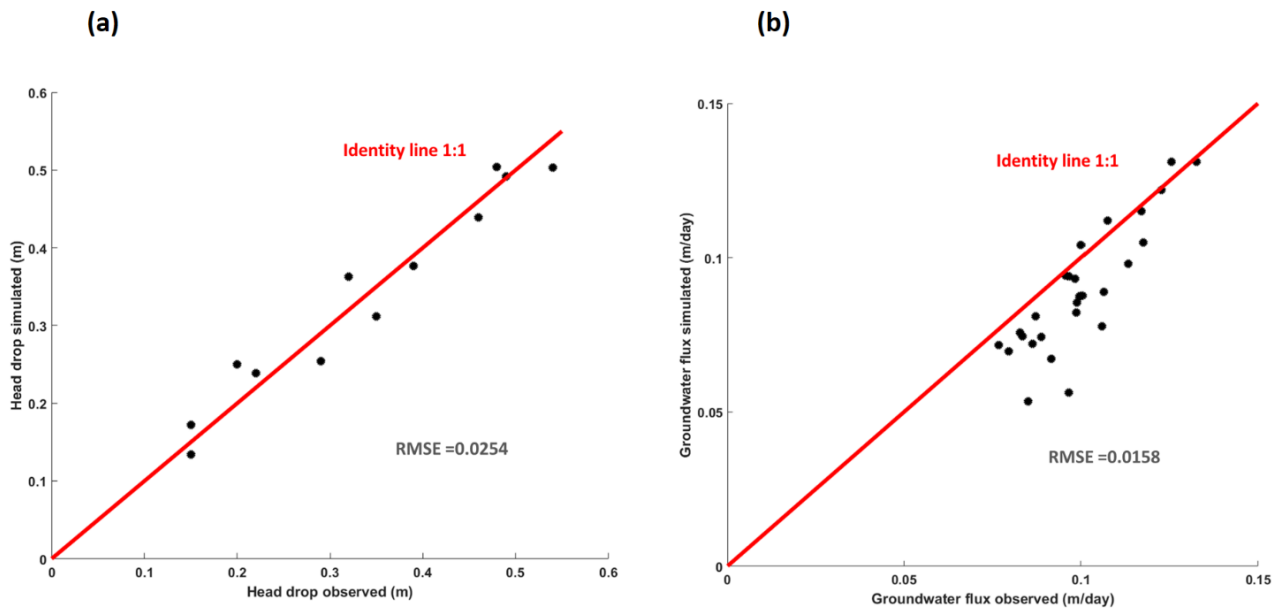 (a)
Head drop simulated (m)
0.6
0.5
0.4
0.3
0.2
0.1
0
Identity line 1:1
RMSE =0.0254
0 0.1 0.2 0.3 0.4 0.5 0.6
Head drop observed (m)
(b)
Groundwater flux simulated (m/day)
0.15
0.1
0.05
0
Identity line 1:1
RMSE =0.0158
0 0.05 0.1 0.15
Groundwater flux observed (m/day)